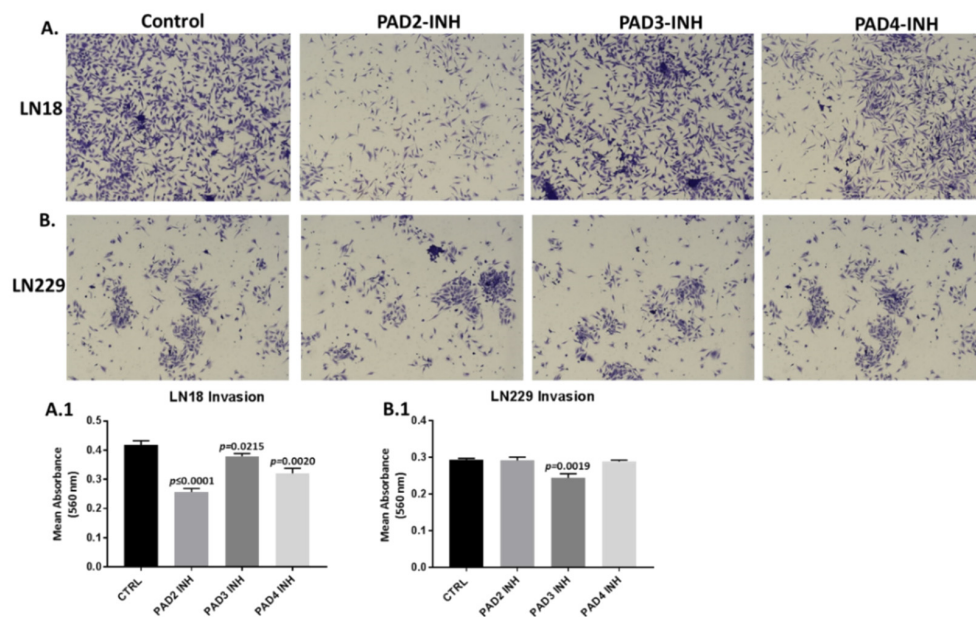 A.
Control
PAD2-INH
PAD3-INH
PAD4-INH
LN18
B.
LN229
A.1
LN18 Invasion
0.5
0.4
0.3
0.2
0.1
0.0
Mean Absorbance
(560 nm)
p≤0.0001
p=0.0215
p=0.0020
CTRL
PAD2 INH
PAD3 INH
PAD4 INH
B.1
LN229 Invasion
0.4
0.3
0.2
0.1
0.0
Mean Absorbance
(560 nm)
p=0.0019
CTRL
PAD2 INH
PAD3 INH
PAD4 INH